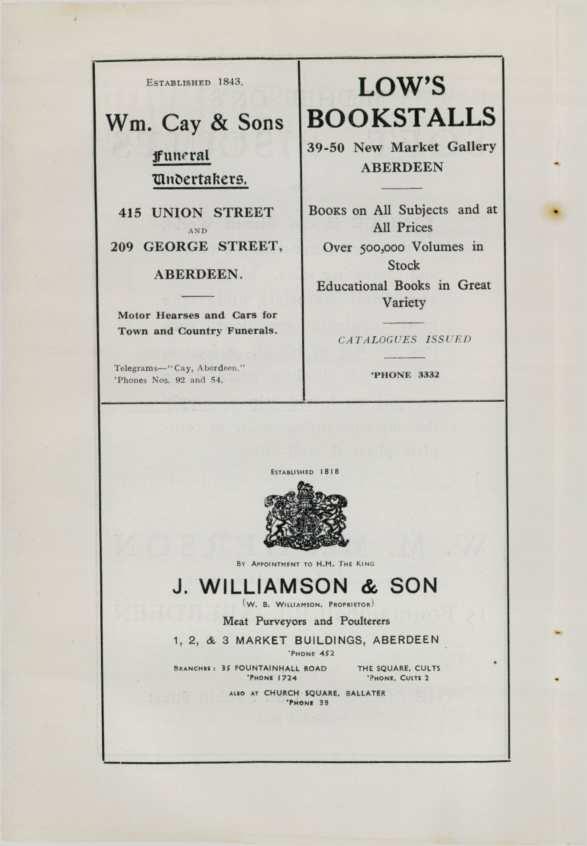 ESTABLISHED 1843.
Wm. Cay & Sons
Funeral
Undertakers.
415 UNION STREET
AND
209 GEORGE STREET,
ABERDEEN.
Motor Hearses and Cars for
Town and Country Funerals.
Telegrams—"Cay, Aberdeen."
'Phones Nos. 92 and 54.
LOW'S
BOOKSTALLS
39-50 New Market Gallery
ABERDEEN
BOOKS on All Subjects and at
All Prices
Over 500,000 Volumes in
Stock
Educational Books in Great
Variety
CATALOGUES ISSUED
'PHONE 3332
ESTABLISHED 1818
BY APPOINTMENT TO H.M. THE KING
J. WILLIAMSON & SON
(W. B. WILLIAMSON, PROPRIETOR)
Meat Purveyors and Poulterers
1, 2, & 3 MARKET BUILDINGS, ABERDEEN
'PHONE 452
BRANCHES: 35 FOUNTAINHALL ROAD
'PHONE 1724
THE SQUARE, CULTS
'PHONE, CULTS 2
ALSO AT CHURCH SQUARE, BALLATER
'PHONE 39